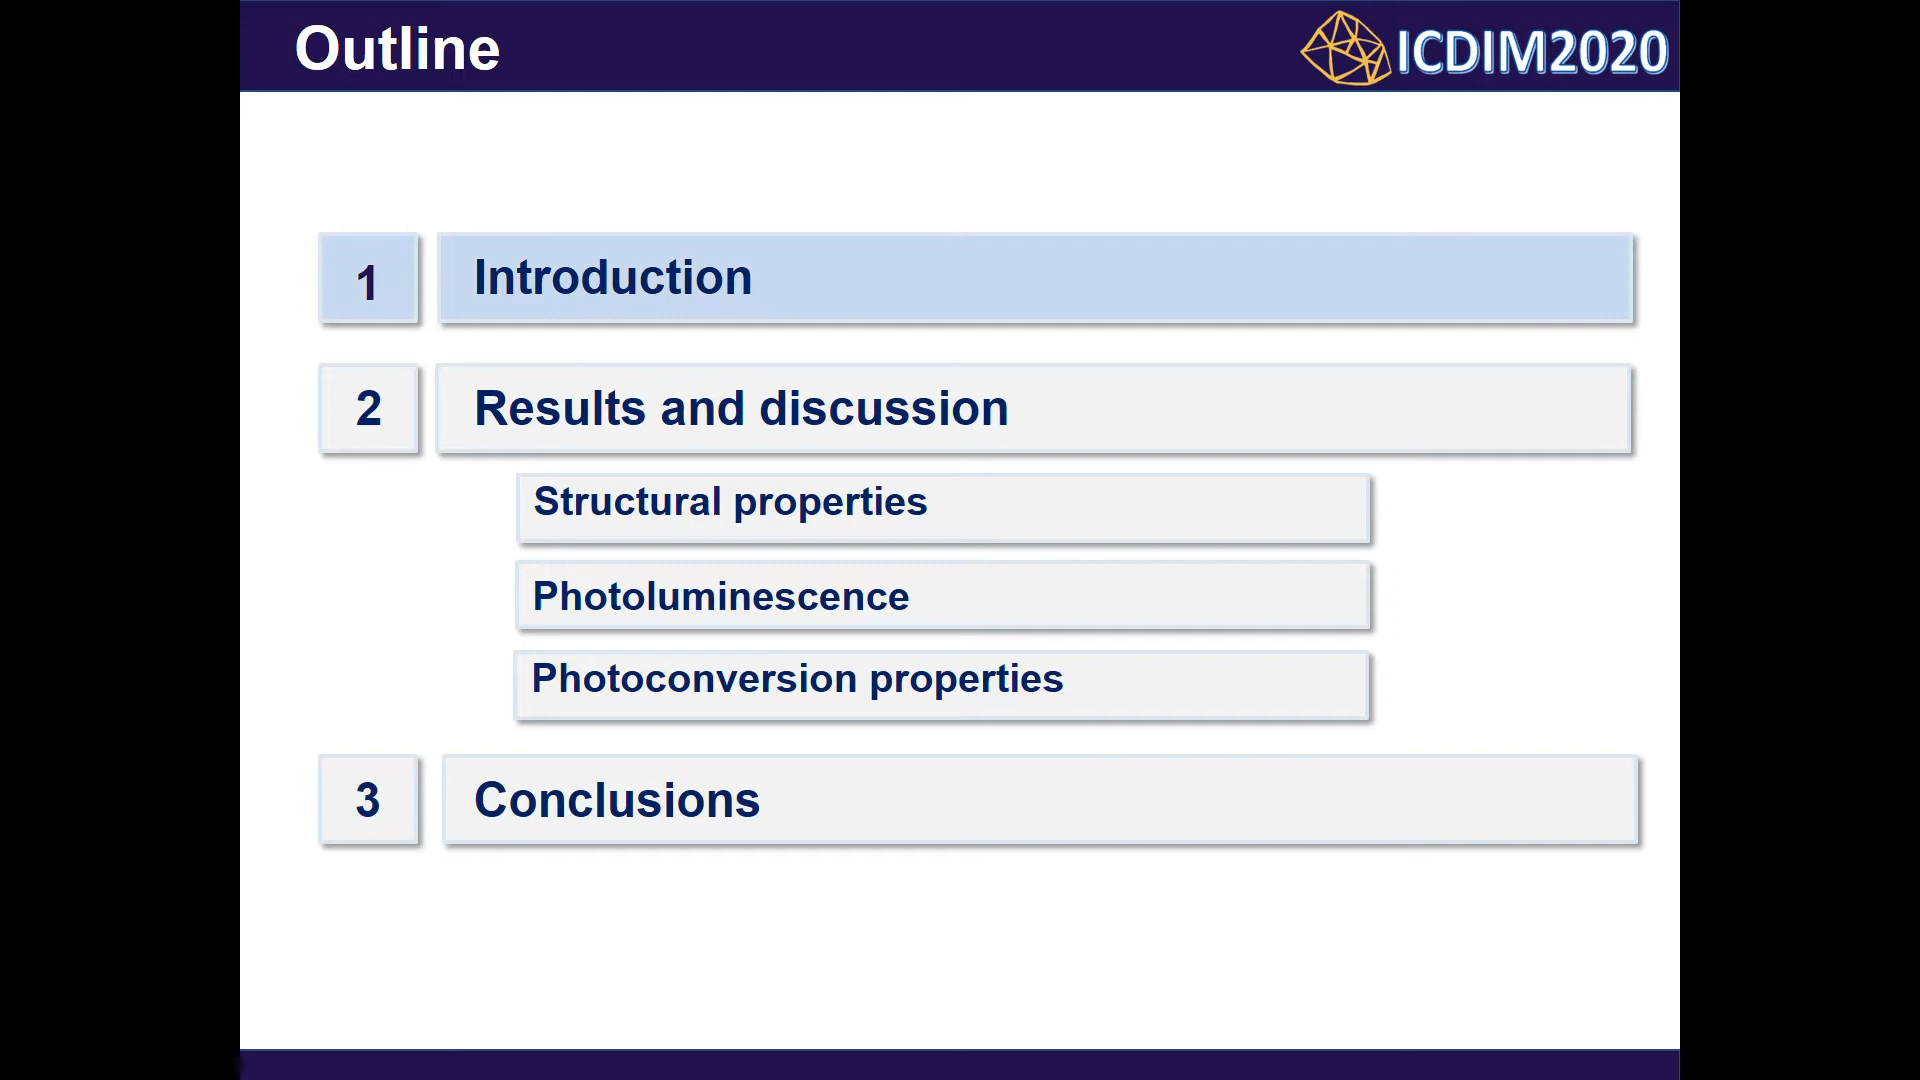 Outline
ICDIM2020
1 Introduction
2 Results and discussion
Structural properties
Photoluminescence
Photoconversion properties
3 Conclusions